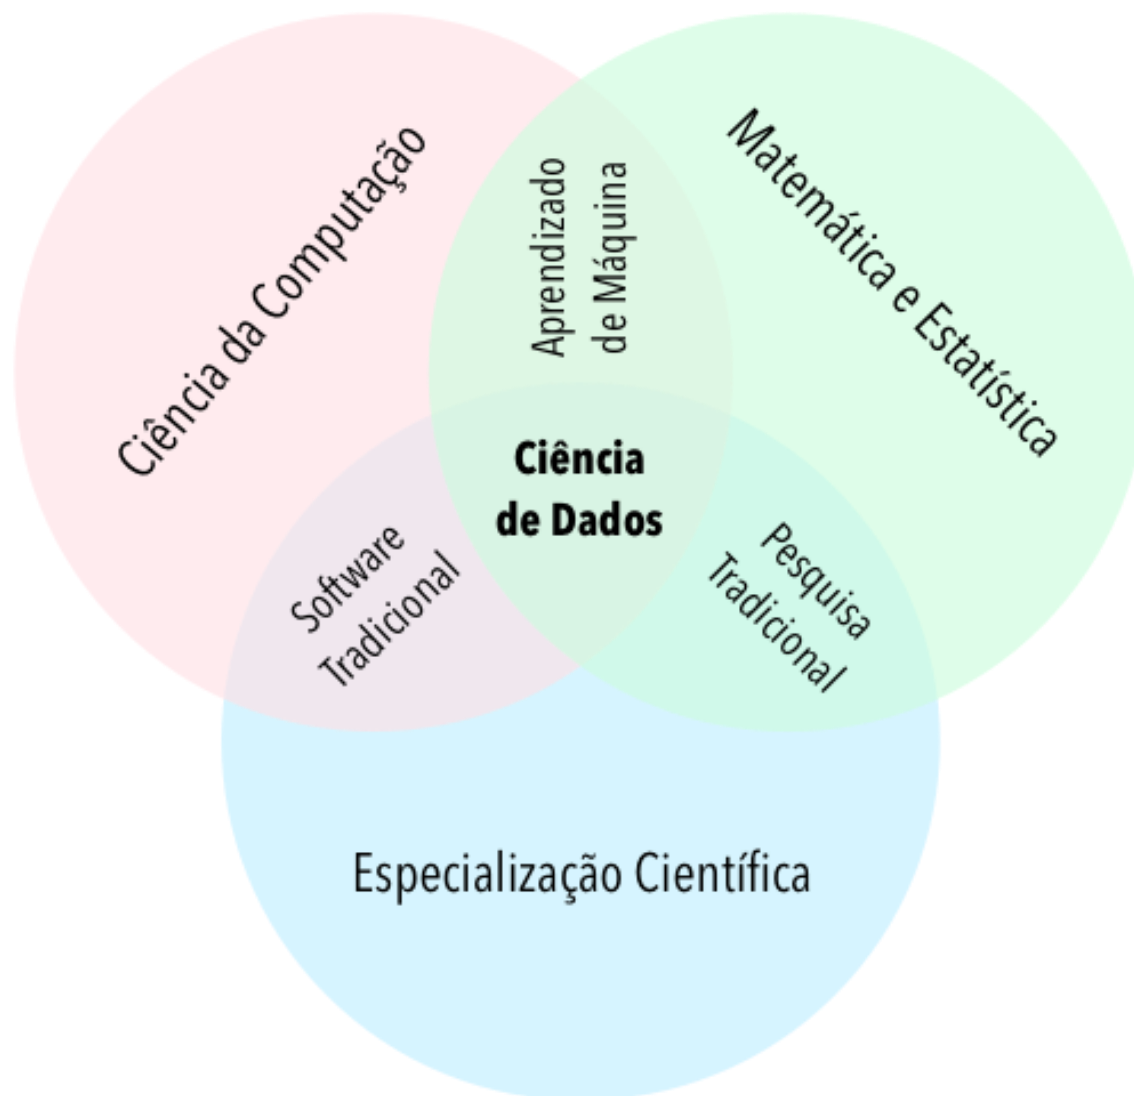 Ciência da Computação
Matemática e Estatística
Aprendizado
de Máquina
Ciência
de Dados
Software
Tradicional
Pesquisa
Tradicional
Especialização Científica